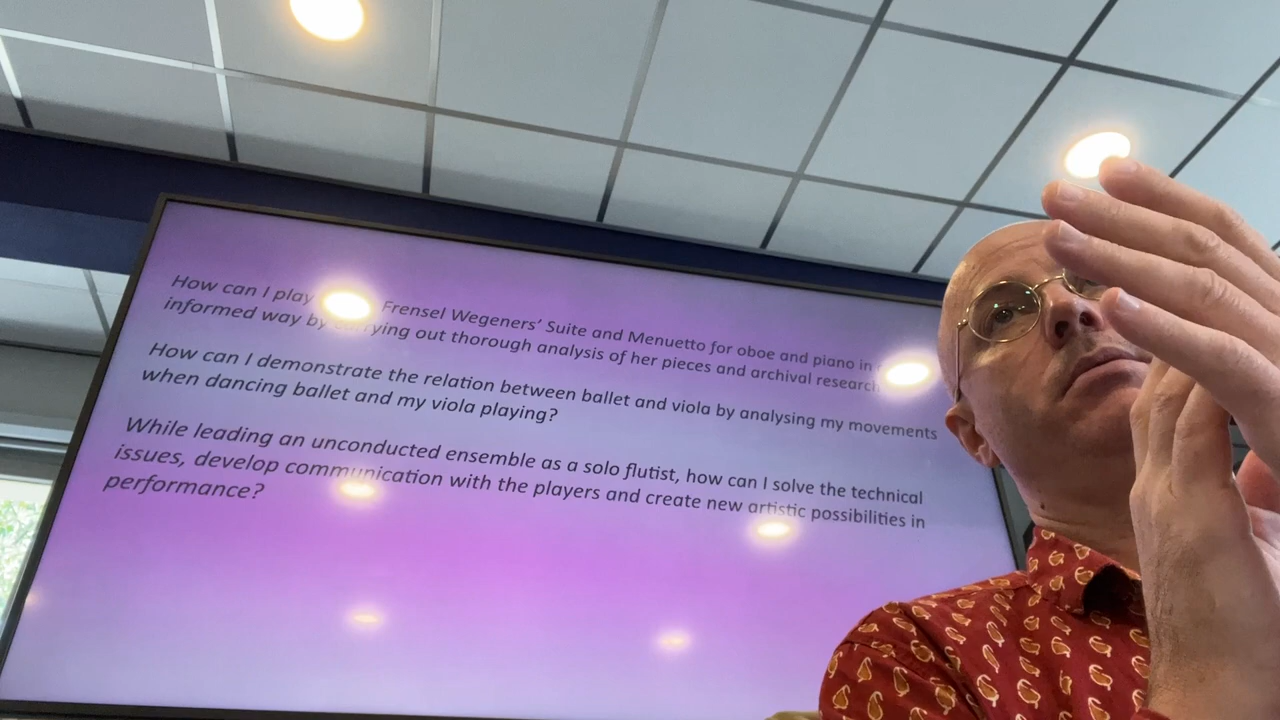 How can I play Frensel Wegeners' Suite and Menuetto for oboe and piano in
informed way by carrying out thorough analysis of her pieces and archival research
How can I demonstrate the relation between ballet and viola by analysing my movements
when dancing ballet and my viola playing?
While leading an unconducted ensemble as a solo flutist, how can I solve the technical
issues, develop communication with the players and create new artistic possibilities in
performance?